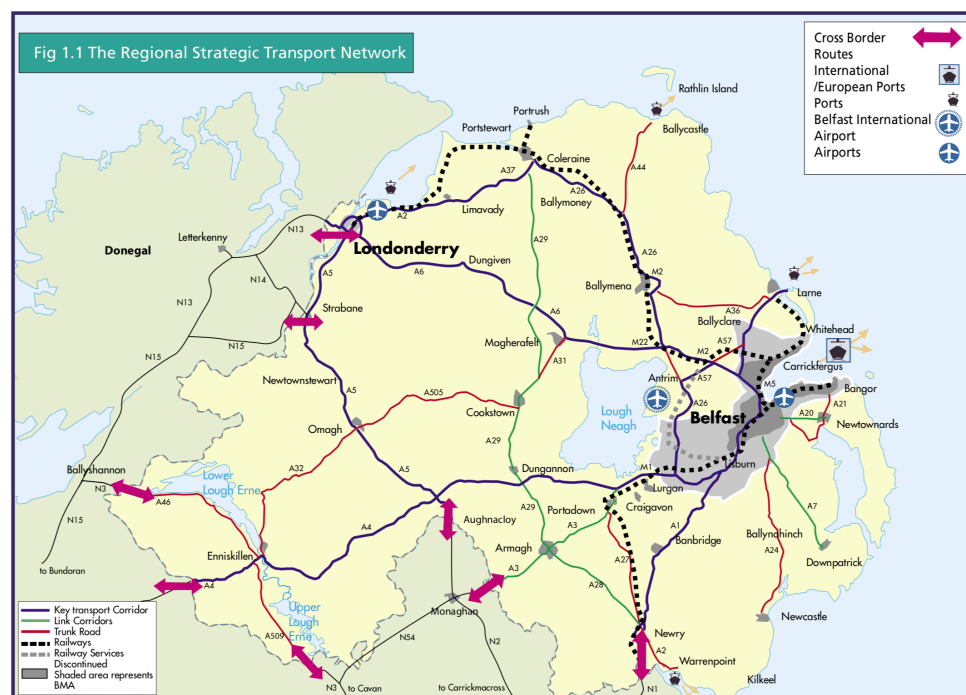 Fig 1.1 The Regional Strategic Transport Network
Cross Border
Routes
International
/European Ports
Ports
Belfast International
Airport
Airports
Rathlin Island
Portrush
Portstewart
Ballycastle
Coleraine
A37
A44
A26
Limavady
A2
Ballymoney
N13
Letterkenny
Donegal
Londonderry
A29
A5
A6
Dungiven
A26
N14
M2
Ballymena
N13
Larne
Strabane
A6
A36
Ballyclare
Whitehead
N15
Magherafelt
M22
M2
A57
N15
A31
Carrickfergus
Newtownstewart
Antrim
A57
M5
A5
A505
Bangor
A26
Cookstown
Lough
Neagh
Belfast
A20
A21
Omagh
Newtownards
A29
A32
Ballyshannon
Lower
Lough Erne
A5
Dungannon
M1
Lisburn
N3
A46
Lurgan
A7
N15
A29
Portadown
Craigavon
A4
Aughnacloy
A3
A1
Ballynahinch
Enniskillen
Armagh
Banbridge
A24
Downpatrick
to Bundoran
A3
A27
A4
A28
Monaghan
Upper
Lough
Erne
Newcastle
A509
N54
N2
Newry
A2
Warrenpoint
N3
to Cavan
to Carrickmacross
N1
Kilkeel
Key transport Corridor
Link Corridors
Trunk Road
Railways
Railway Services
Discontinued
Shaded area represents
BMA